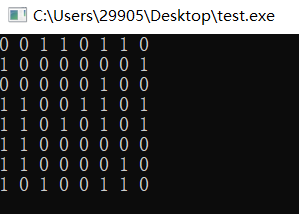 C:\Users\29905\Desktop\test.exe
0 0 1 1 0 1 1 0
1 0 0 0 0 0 0 1
0 0 0 0 0 1 0 0
1 1 0 0 1 1 0 1
1 1 0 1 0 1 0 1
1 1 0 0 0 0 0 0
1 1 0 0 0 0 1 0
1 0 1 0 0 1 1 0